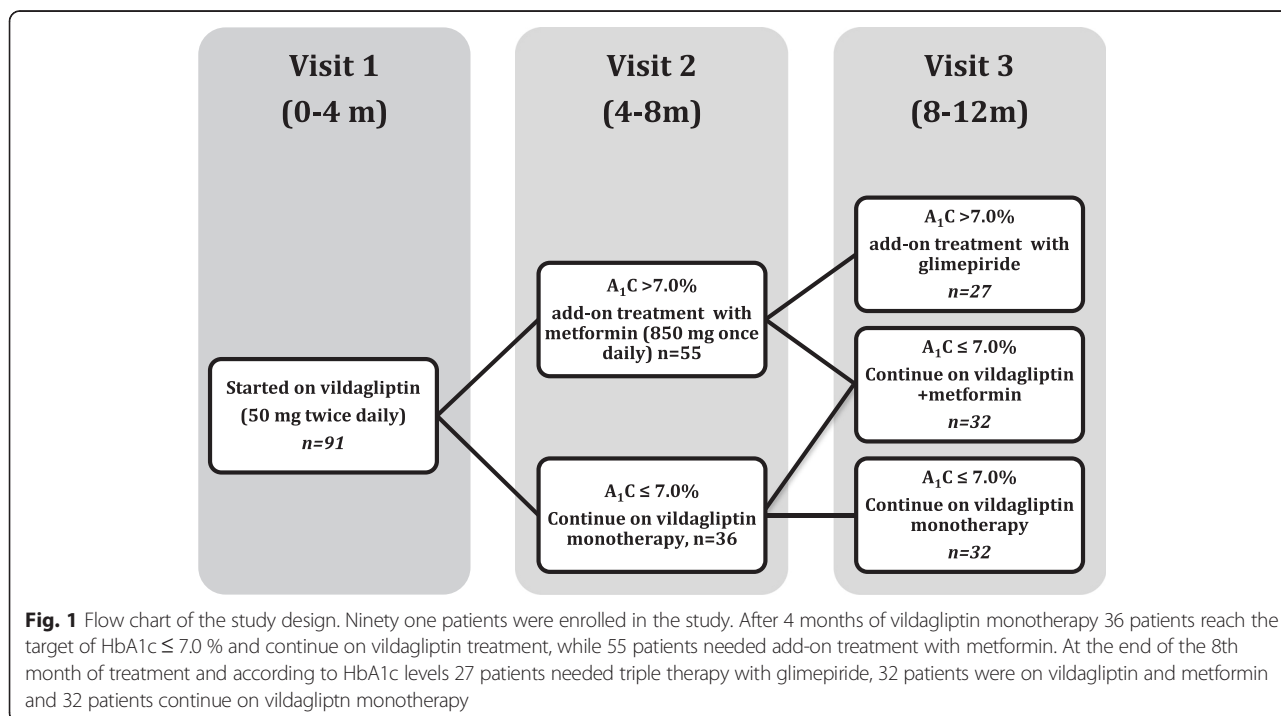 Visit 1
(0-4 m)
Visit 2
(4-8m)
Visit 3
(8-12m)
Started on vildagliptin
(50 mg twice daily)
n=91
A₁C >7.0%
add-on treatment with
metformin (850 mg once
daily) n=55
A₁C ≤ 7.0%
Continue on vildagliptin
monotherapy, n=36
A₁C >7.0%
add-on treatment with
glimepiride
n=27
A₁C ≤ 7.0%
Continue on vildagliptin
+metformin
n=32
A₁C ≤ 7.0%
Continue on vildagliptin
monotherapy
n=32
Fig. 1 Flow chart of the study design. Ninety one patients were enrolled in the study. After 4 months of vildagliptin monotherapy 36 patients reach the
target of HbA1c ≤ 7.0 % and continue on vildagliptin treatment, while 55 patients needed add-on treatment with metformin. At the end of the 8th
month of treatment and according to HbA1c levels 27 patients needed triple therapy with glimepiride, 32 patients were on vildagliptin and metformin
and 32 patients continue on vildagliptn monotherapy